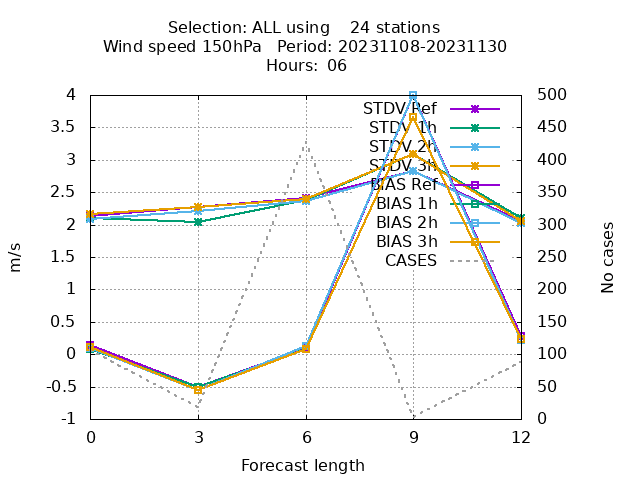 Selection: ALL using    24 stations
Wind speed 150hPa   Period: 20231108-20231130
Hours:  06
4
3.5
3
2.5
2
1.5
1
0.5
0
-0.5
-1
m/s
500
450
400
350
300
250
200
150
100
50
0
No cases
STDV Ref
STDV 1h
STDV 2h
STDV 3h
BIAS Ref
BIAS 1h
BIAS 2h
BIAS 3h
CASES
0 3 6 9 12
Forecast length